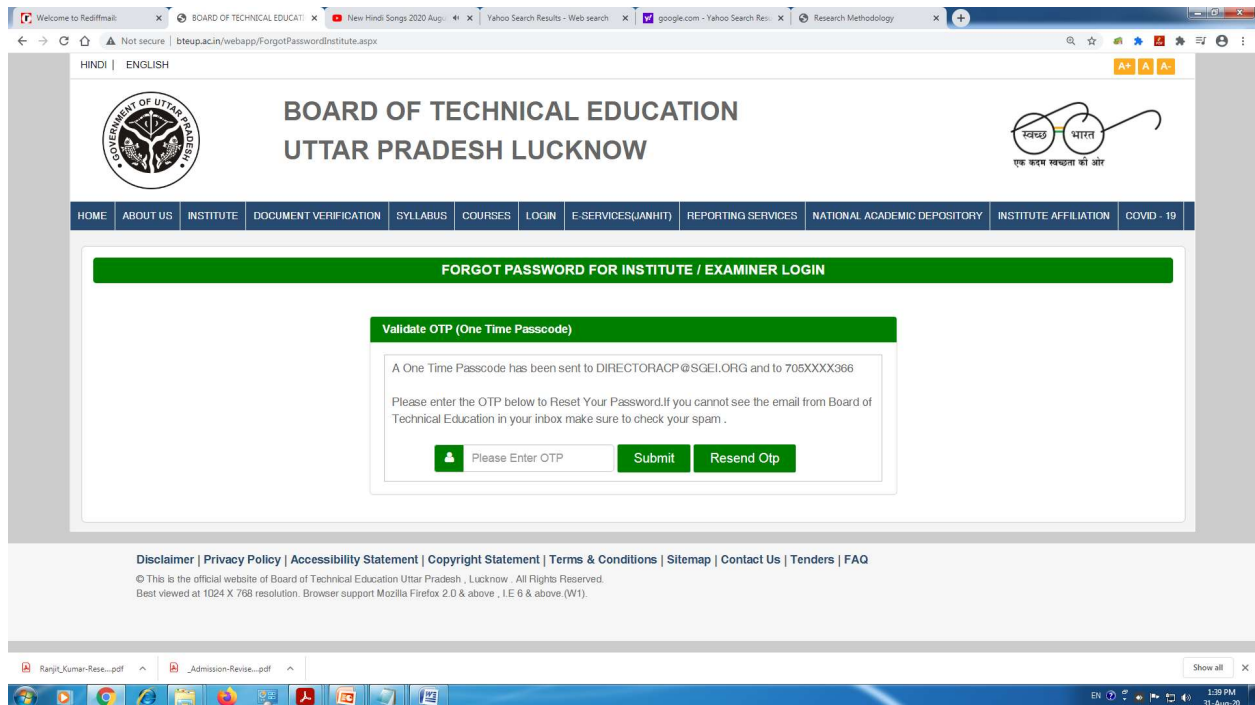 Welcome to Rediffmail:
BOARD OF TECHNICAL EDUCATI
New Hindi Songs 2020 Augu
Yahoo Search Results - Web search
google.com - Yahoo Search Res
Research Methodology
Not secure | bteup.ac.in/webapp/ForgotPasswordInstitute.aspx
HINDI | ENGLISH
A+ A A-
GOVERNMENT OF UTTAR PRADESH
BOARD OF TECHNICAL EDUCATION
UTTAR PRADESH LUCKNOW
स्वच्छ भारत
एक कदम स्वच्छता की ओर
HOME ABOUT US INSTITUTE DOCUMENT VERIFICATION SYLLABUS COURSES LOGIN E-SERVICES(JANHIT) REPORTING SERVICES NATIONAL ACADEMIC DEPOSITORY INSTITUTE AFFILIATION COVID - 19
FORGOT PASSWORD FOR INSTITUTE / EXAMINER LOGIN
Validate OTP (One Time Passcode)
A One Time Passcode has been sent to DIRECTORACP@SGEI.ORG and to 705XXXX366
Please enter the OTP below to Reset Your Password.If you cannot see the email from Board of
Technical Education in your inbox make sure to check your spam .
Please Enter OTP Submit Resend Otp
Disclaimer | Privacy Policy | Accessibility Statement | Copyright Statement | Terms & Conditions | Sitemap | Contact Us | Tenders | FAQ
© This is the official website of Board of Technical Education Uttar Pradesh , Lucknow . All Rights Reserved.
Best viewed at 1024 X 768 resolution. Browser support Mozilla Firefox 2.0 & above , I.E 6 & above.(W1).
Ranjit_Kumar-Rese....pdf
_Admission-Revise....pdf
Show all
EN
1:39 PM
31-Aug-20